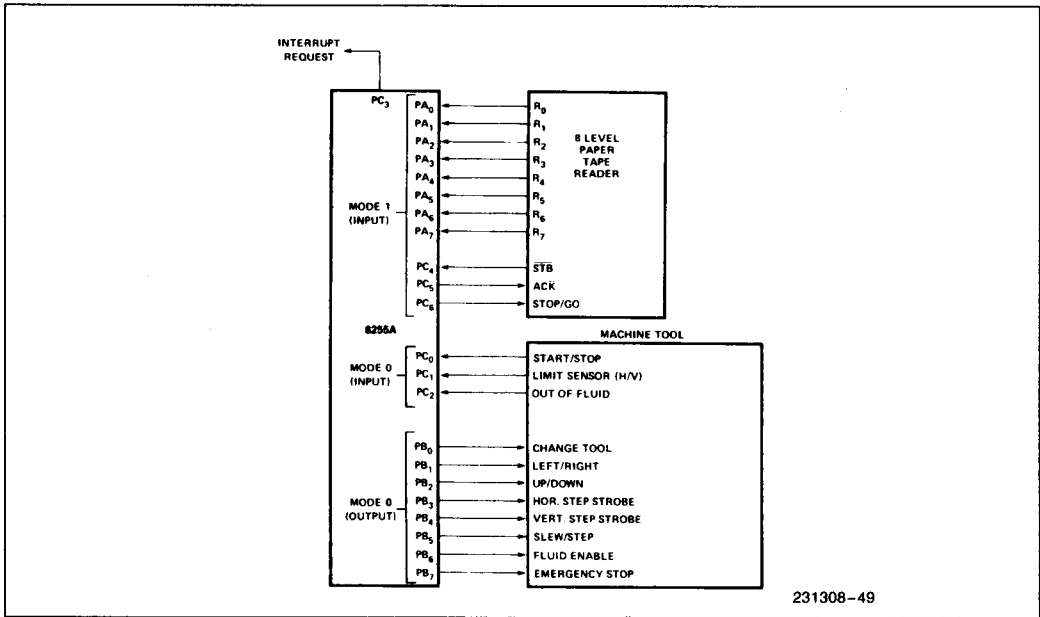 INTERRUPT
REQUEST
PC3
PA0
PA1
PA2
PA3
PA4
PA5
PA6
PA7
MODE 1
(INPUT)
PC4
PC5
PC6
R0
R1
R2
R3
R4
R5
R6
R7
8 LEVEL
PAPER
TAPE
READER
STB
ACK
STOP/GO
8255A
MACHINE TOOL
MODE 0
(INPUT)
PC0
PC1
PC2
START/STOP
LIMIT SENSOR (H/V)
OUT OF FLUID
MODE 0
(OUTPUT)
PB0
PB1
PB2
PB3
PB4
PB5
PB6
PB7
CHANGE TOOL
LEFT/RIGHT
UP/DOWN
HOR. STEP STROBE
VERT. STEP STROBE
SLEW/STEP
FLUID ENABLE
EMERGENCY STOP
231308-49